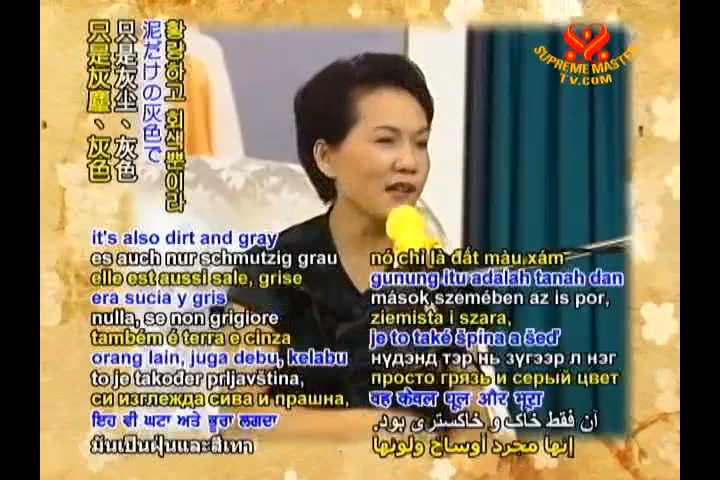 황량하고 회색뿐이라
泥だけの灰色で
只是灰尘、灰色
只是灰塵、灰色
SUPREME MASTER
TV.COM
it's also dirt and gray
es auch nur schmutzig grau
elle est aussi sale, grise
era sucia y gris
nulla, se non grigiore
também é terra e cinza
orang lain, juga debu, kelabu
to je također prljavština,
си изглежда сива и прашна,
ਇਹ ਵੀ ਘਟਾ ਅਤੇ ਭੂਰਾ ਲਗਦਾ
มันเป็นฝุ่นและสีเทา
nó chỉ là đất màu xám
gunung itu adalah tanah dan
mások szemében az is por,
ziemista i szara,
je to také špína a šeď
нүдэнд тэр нь зүгээр л нэг
просто грязь и серый цвет
वह केवल धूल और भूरा
آن فقط خاک و خاکستری بود.
إنها مجرد أوساخ ولونها